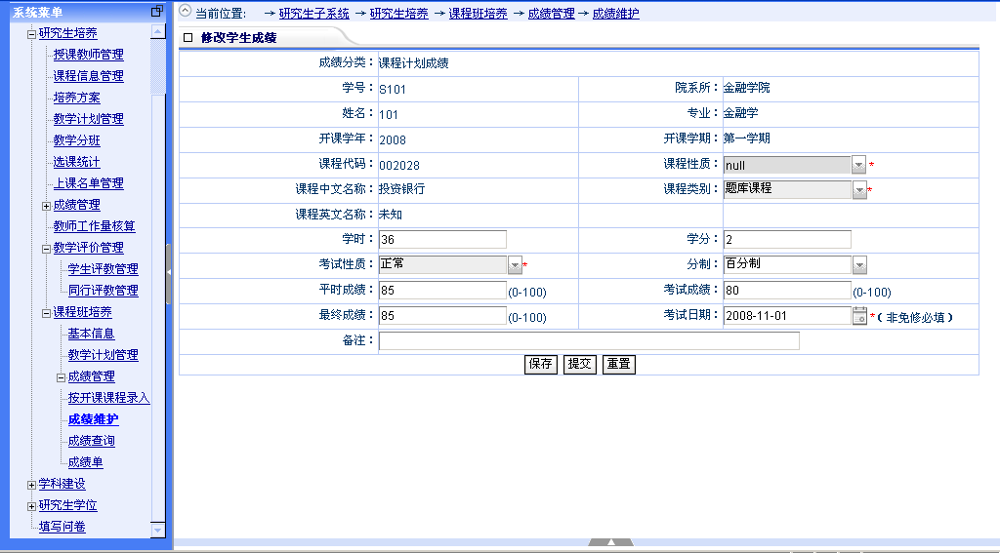 系统菜单
研究生培养
授课教师管理
课程信息管理
培养方案
教学计划管理
教学分班
选课统计
上课名单管理
成绩管理
教师工作量核算
教学评价管理
学生评教管理
同行评教管理
课程班培养
基本信息
教学计划管理
成绩管理
按开课课程录入
成绩维护
成绩查询
成绩单
学科建设
研究生学位
填写问卷
当前位置: →研究生子系统 →研究生培养 →课程班培养 →成绩管理 →成绩维护
修改学生成绩
成绩分类: 课程计划成绩
学号: S101 院系所: 金融学院
姓名: 101 专业: 金融学
开课学年: 2008 开课学期: 第一学期
课程代码: 002028 课程性质: null *
课程中文名称: 投资银行 课程类别: 题库课程 *
课程英文名称: 未知
学时: 36 学分: 2
考试性质: 正常 * 分制: 百分制
平时成绩: 85 (0-100) 考试成绩: 80 (0-100)
最终成绩: 85 (0-100) 考试日期: 2008-11-01 *(非免修必填)
备注:
保存 提交 重置